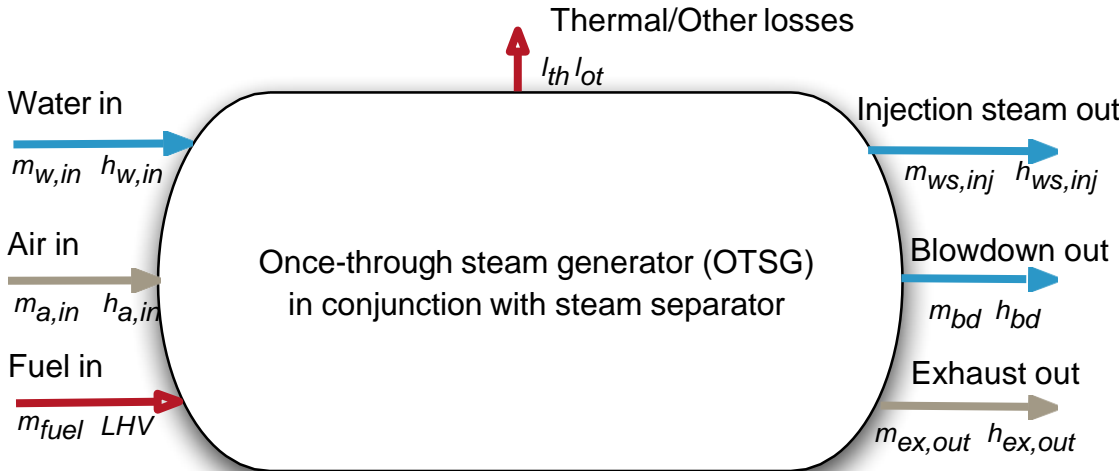 Thermal/Other losses
l_th l_ot
Water in
m_w,in h_w,in
Injection steam out
m_ws,inj h_ws,inj
Air in
m_a,in h_a,in
Once-through steam generator (OTSG)
in conjunction with steam separator
Blowdown out
m_bd h_bd
Fuel in
m_fuel LHV
Exhaust out
m_ex,out h_ex,out